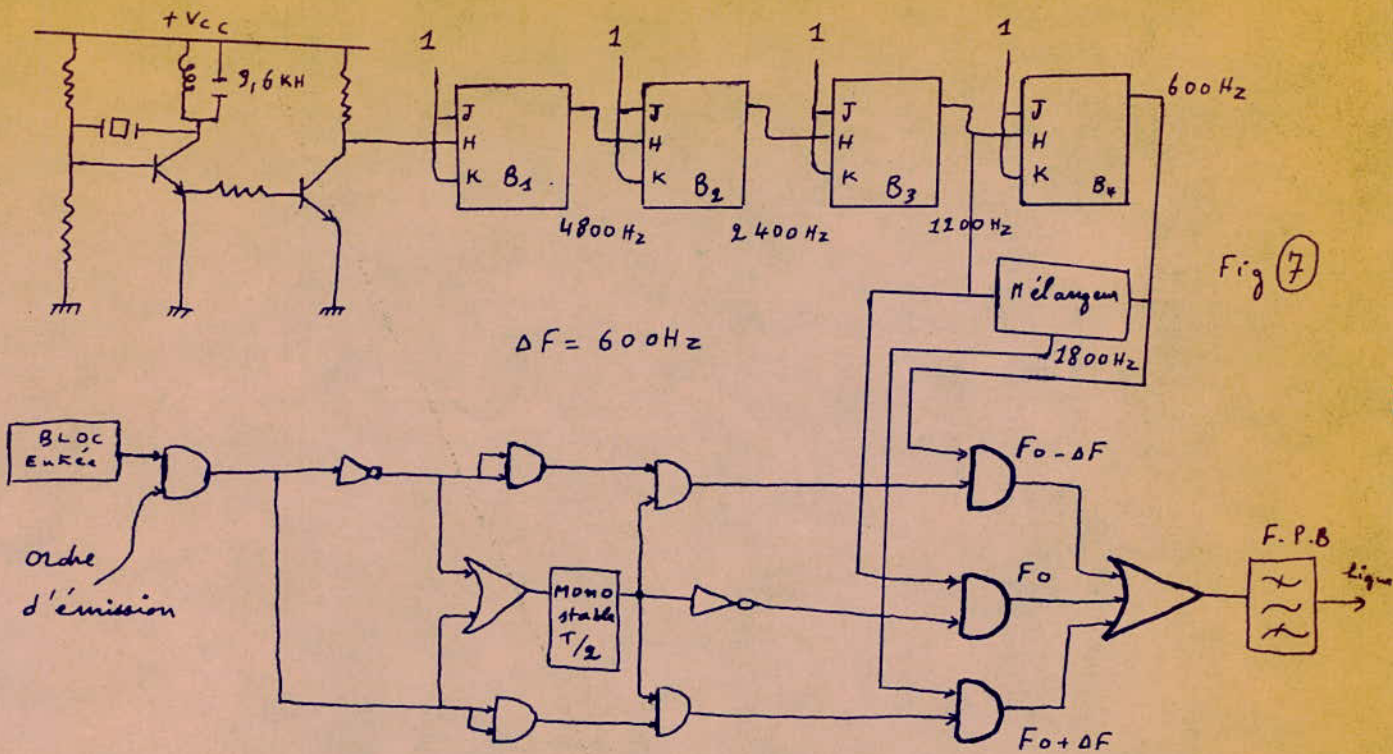 + Vcc
9,6 KH
1
1
1
1
J
H
K
B1
J
H
K
B2
J
H
K
B3
J
H
K
B4
4800 Hz
2400 Hz
1200 Hz
600 Hz
Mélangeur
1800 Hz
Fig 7
ΔF = 600 Hz
BLOC
Entrée
ordre
d'émission
Mono
stable
T/2
Fo - ΔF
Fo
Fo + ΔF
F.P.B
ligne